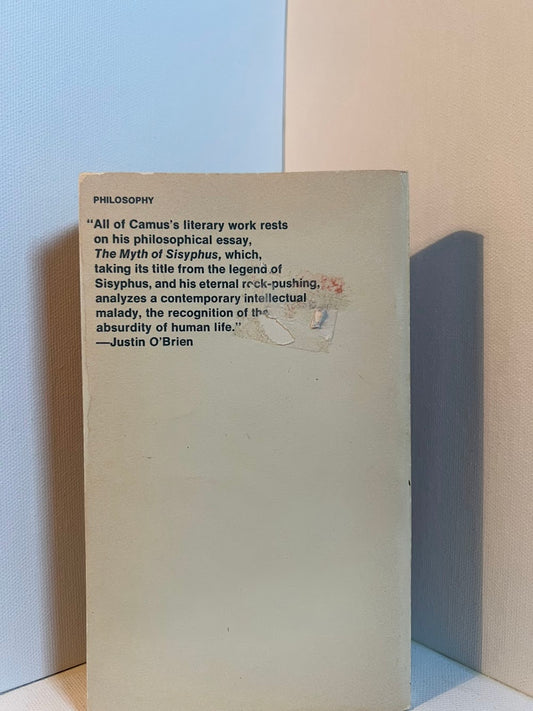 PHILOSOPHY
“All of Camus's literary work rests
on his philosophical essay,
The Myth of Sisyphus, which,
taking its title from the legend of
Sisyphus, and his eternal rock-pushing,
analyzes a contemporary intellectual
malady, the recognition of the
absurdity of human life.”
—Justin O'Brien